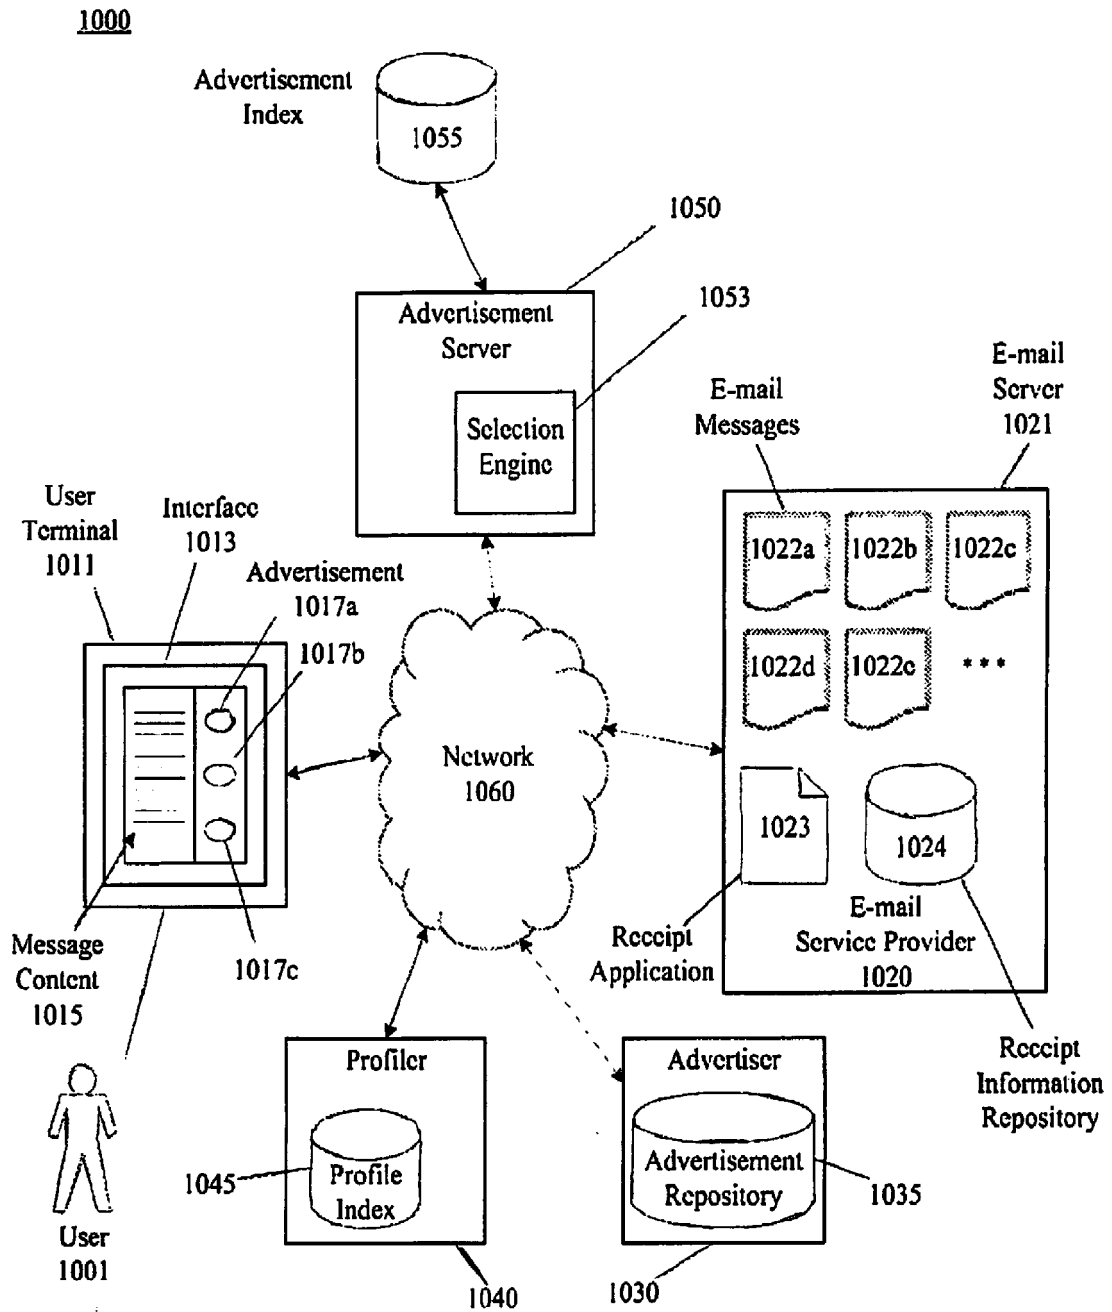 1000
Advertisement
Index
1055
1050
1053
Advertisement
Server
Selection
Engine
E-mail
Messages
E-mail
Server
1021
User
Terminal
1011
Interface
1013
Advertisement
1017a
1017b
1022a
1022b
1022c
1022d
1022e
***
Network
1060
1023
1024
E-mail
Service Provider
1020
Message
Content
1015
1017c
Receipt
Application
Receipt
Information
Repository
Profiler
Advertiser
1045
Profile
Index
Advertisement
Repository
1035
User
1001
1040
1030